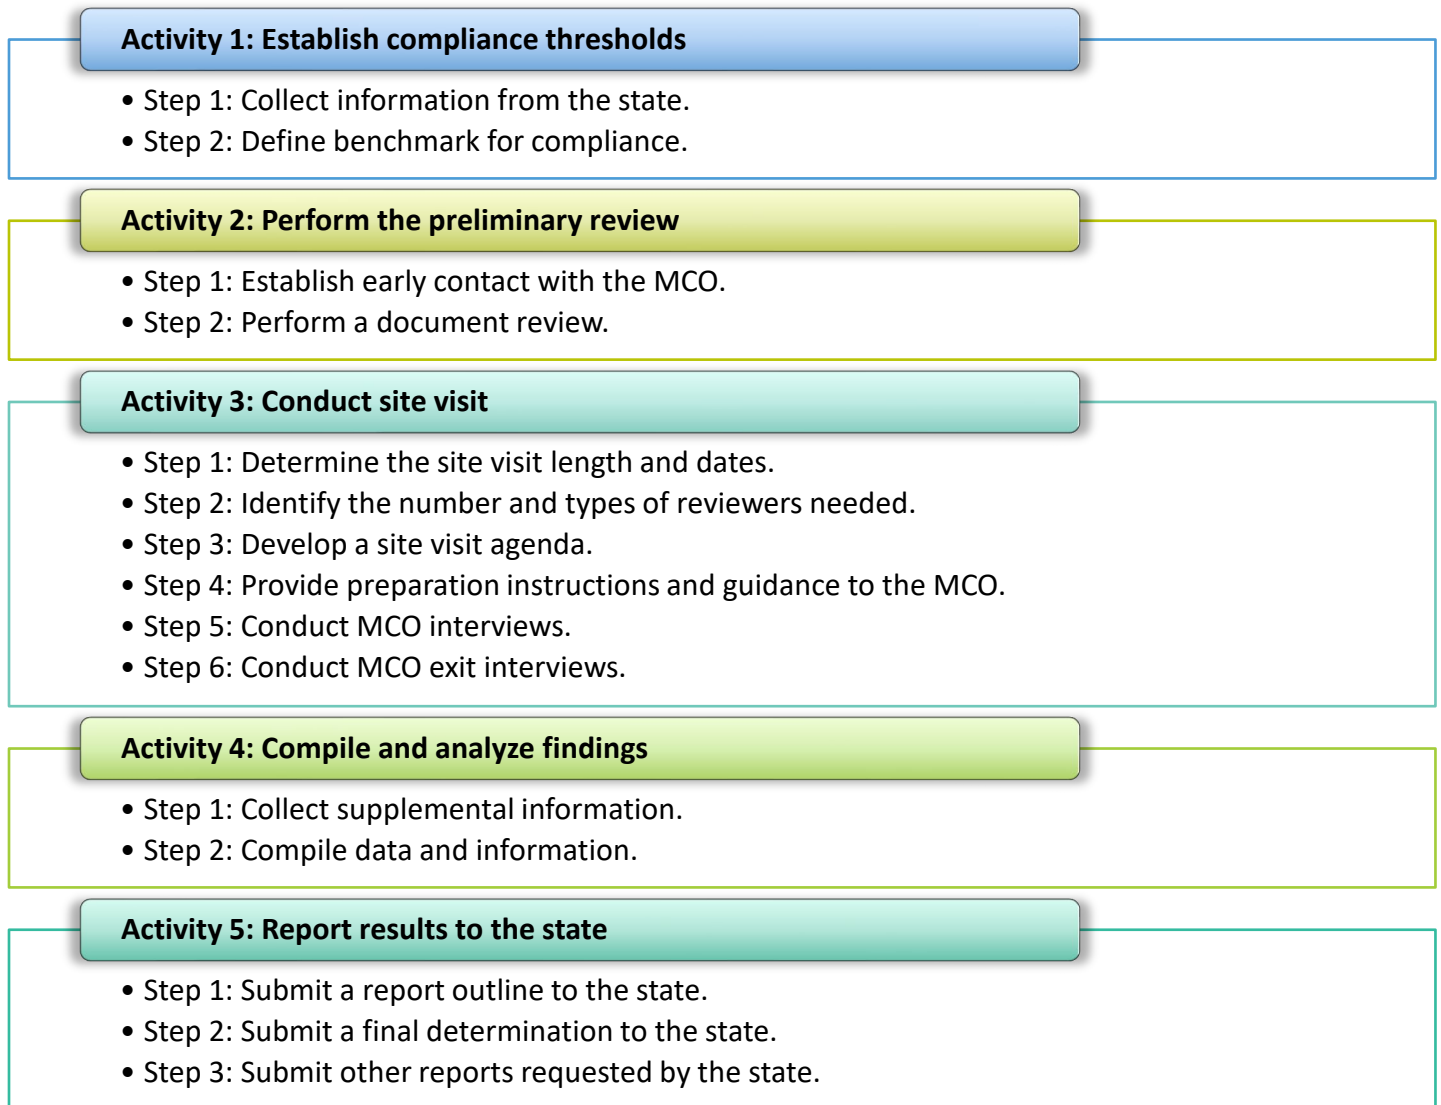 Activity 1: Establish compliance thresholds
• Step 1: Collect information from the state.
• Step 2: Define benchmark for compliance.
Activity 2: Perform the preliminary review
• Step 1: Establish early contact with the MCO.
• Step 2: Perform a document review.
Activity 3: Conduct site visit
• Step 1: Determine the site visit length and dates.
• Step 2: Identify the number and types of reviewers needed.
• Step 3: Develop a site visit agenda.
• Step 4: Provide preparation instructions and guidance to the MCO.
• Step 5: Conduct MCO interviews.
• Step 6: Conduct MCO exit interviews.
Activity 4: Compile and analyze findings
• Step 1: Collect supplemental information.
• Step 2: Compile data and information.
Activity 5: Report results to the state
• Step 1: Submit a report outline to the state.
• Step 2: Submit a final determination to the state.
• Step 3: Submit other reports requested by the state.